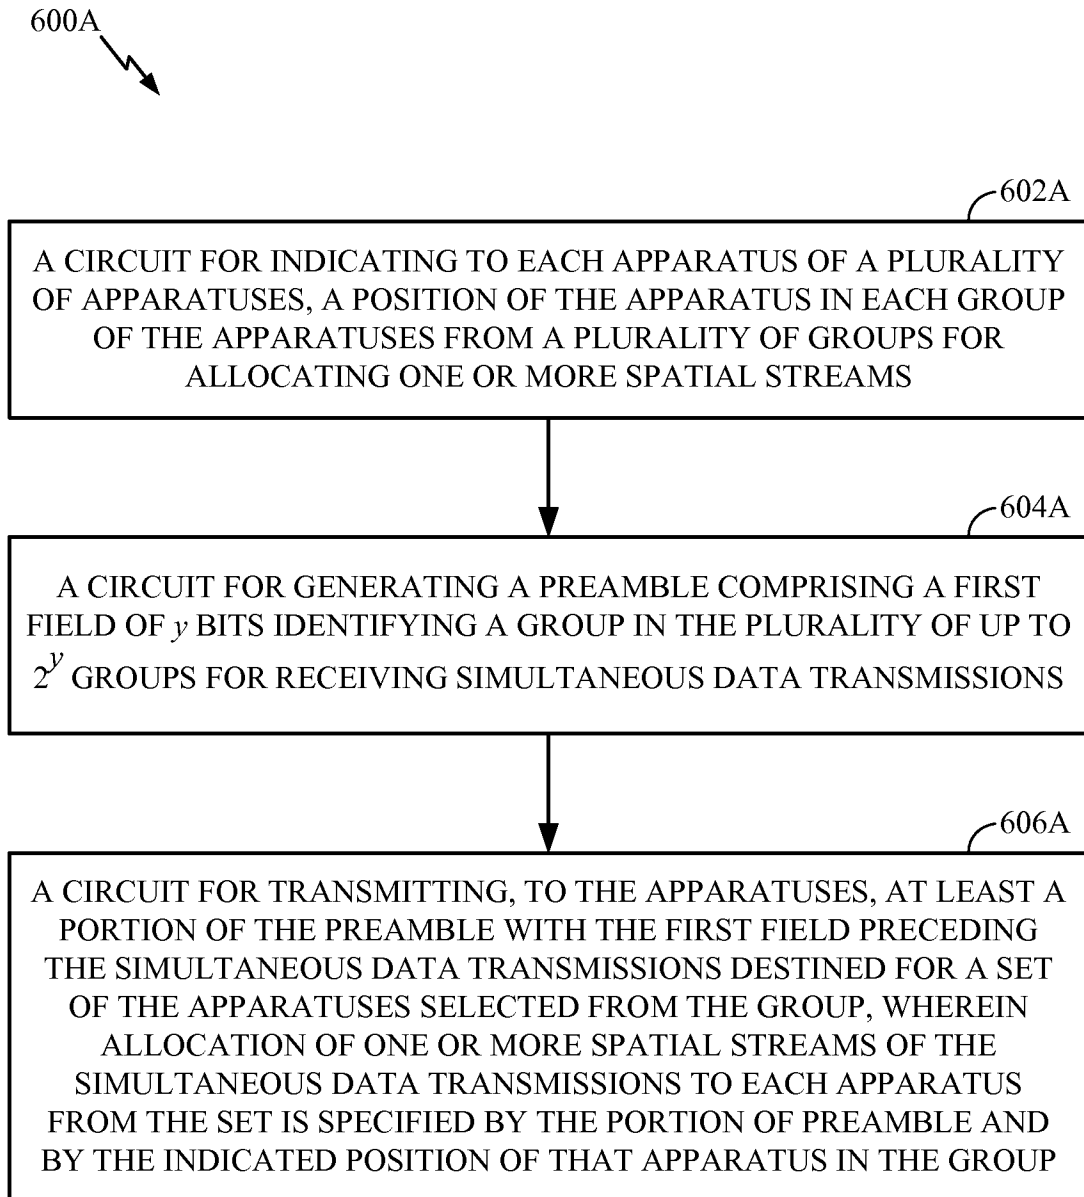 600A
602A
A CIRCUIT FOR INDICATING TO EACH APPARATUS OF A PLURALITY
OF APPARATUSES, A POSITION OF THE APPARATUS IN EACH GROUP
OF THE APPARATUSES FROM A PLURALITY OF GROUPS FOR
ALLOCATING ONE OR MORE SPATIAL STREAMS
604A
A CIRCUIT FOR GENERATING A PREAMBLE COMPRISING A FIRST
FIELD OF y BITS IDENTIFYING A GROUP IN THE PLURALITY OF UP TO
2^y GROUPS FOR RECEIVING SIMULTANEOUS DATA TRANSMISSIONS
606A
A CIRCUIT FOR TRANSMITTING, TO THE APPARATUSES, AT LEAST A
PORTION OF THE PREAMBLE WITH THE FIRST FIELD PRECEDING
THE SIMULTANEOUS DATA TRANSMISSIONS DESTINED FOR A SET
OF THE APPARATUSES SELECTED FROM THE GROUP, WHEREIN
ALLOCATION OF ONE OR MORE SPATIAL STREAMS OF THE
SIMULTANEOUS DATA TRANSMISSIONS TO EACH APPARATUS
FROM THE SET IS SPECIFIED BY THE PORTION OF PREAMBLE AND
BY THE INDICATED POSITION OF THAT APPARATUS IN THE GROUP